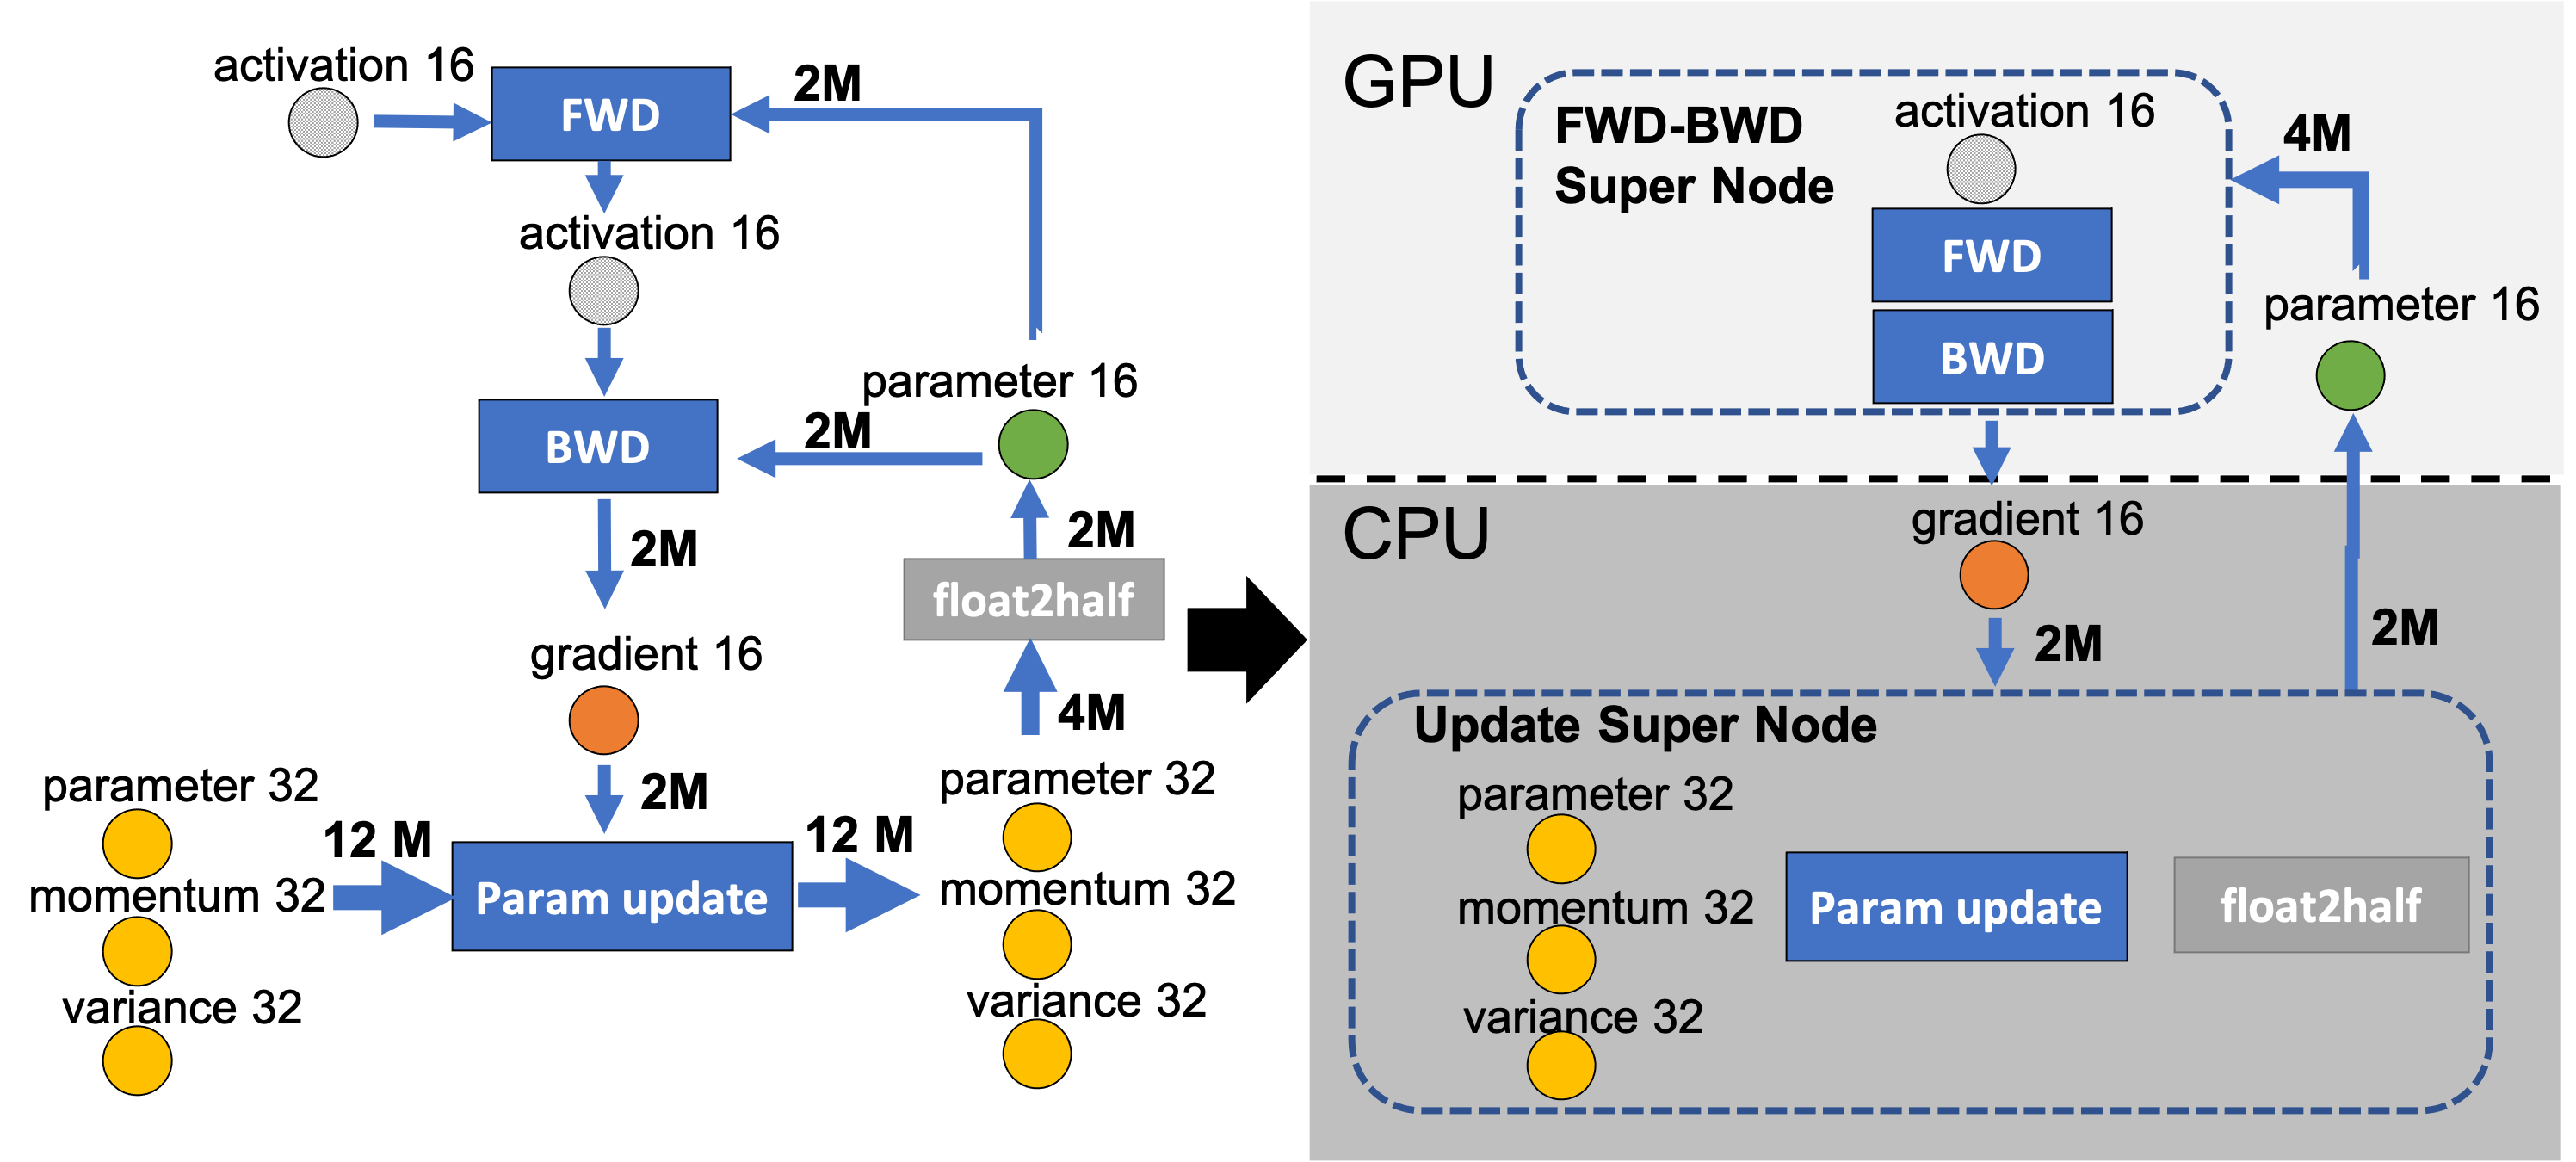 activation 16
FWD
2M
activation 16
parameter 16
BWD
2M
2M
2M
float2half
gradient 16
4M
2M
parameter 32
momentum 32
variance 32
12 M
Param update
12 M
parameter 32
momentum 32
variance 32
GPU
FWD-BWD
Super Node
activation 16
FWD
BWD
4M
parameter 16
CPU
gradient 16
2M
2M
Update Super Node
parameter 32
momentum 32
variance 32
Param update
float2half